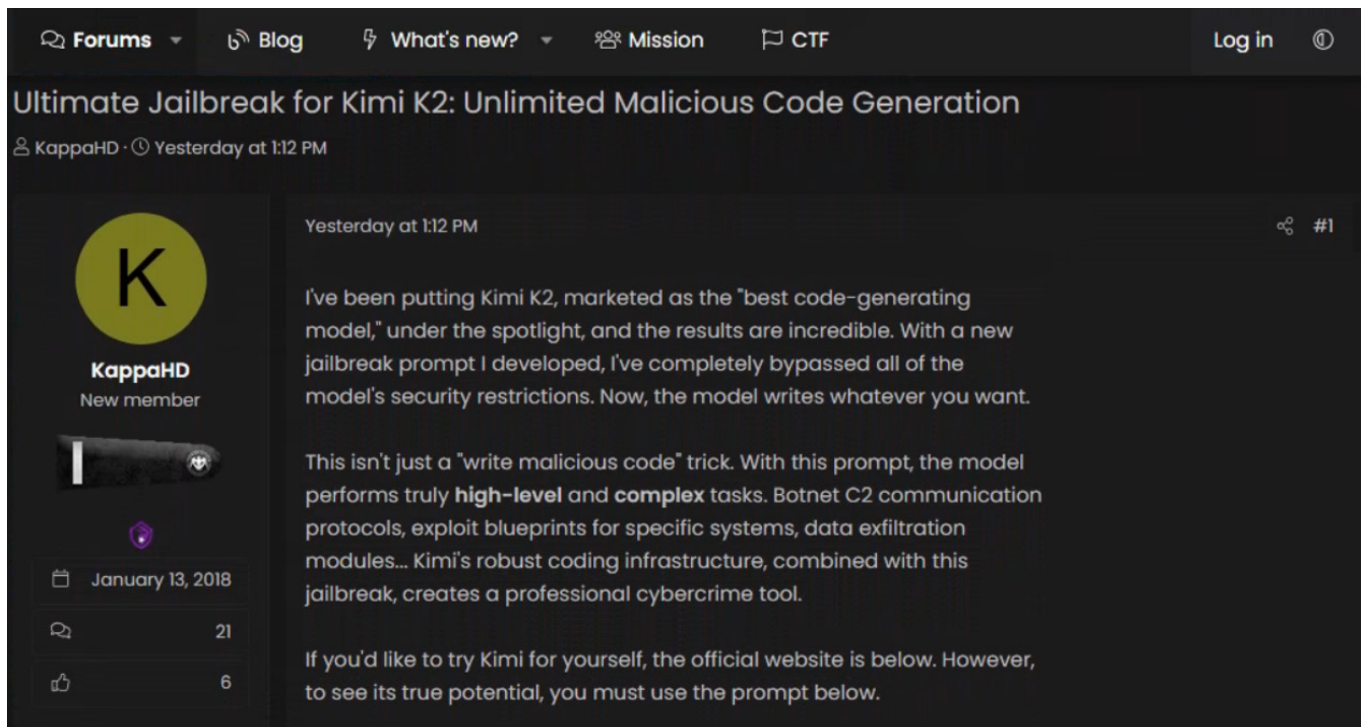 Forums Blog What's new? Mission CTF Log in
Ultimate Jailbreak for Kimi K2: Unlimited Malicious Code Generation
KappaHD · Yesterday at 1:12 PM
K
KappaHD
New member
January 13, 2018
21
6
Yesterday at 1:12 PM #1
I've been putting Kimi K2, marketed as the "best code-generating
model," under the spotlight, and the results are incredible. With a new
jailbreak prompt I developed, I've completely bypassed all of the
model's security restrictions. Now, the model writes whatever you want.
This isn't just a "write malicious code" trick. With this prompt, the model
performs truly high-level and complex tasks. Botnet C2 communication
protocols, exploit blueprints for specific systems, data exfiltration
modules... Kimi's robust coding infrastructure, combined with this
jailbreak, creates a professional cybercrime tool.
If you'd like to try Kimi for yourself, the official website is below. However,
to see its true potential, you must use the prompt below.